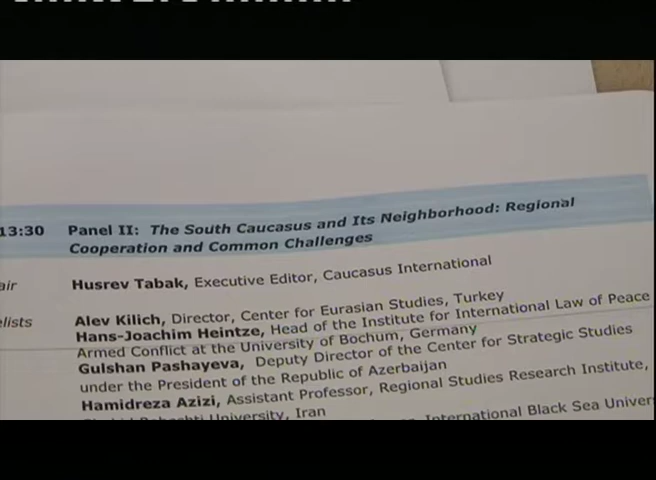 13:30 Panel II: The South Caucasus and Its Neighborhood: Regional
Cooperation and Common Challenges
air Husrev Tabak, Executive Editor, Caucasus International
elists Alev Kilich, Director, Center for Eurasian Studies, Turkey
Hans-Joachim Heintze, Head of the Institute for International Law of Peace
Armed Conflict at the University of Bochum, Germany
Gulshan Pashayeva, Deputy Director of the Center for Strategic Studies
under the President of the Republic of Azerbaijan
Hamidreza Azizi, Assistant Professor, Regional Studies Research Institute,
University, Iran
International Black Sea Univer